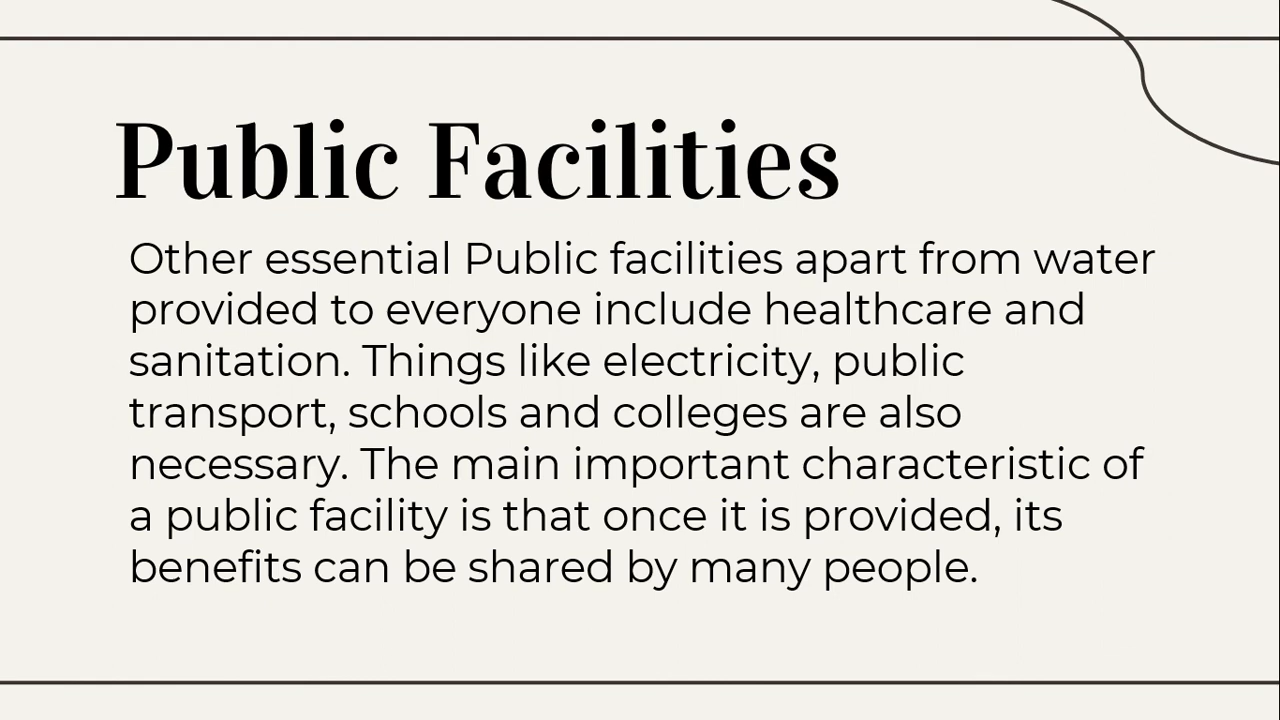 Public Facilities
Other essential Public facilities apart from water
provided to everyone include healthcare and
sanitation. Things like electricity, public
transport, schools and colleges are also
necessary. The main important characteristic of
a public facility is that once it is provided, its
benefits can be shared by many people.